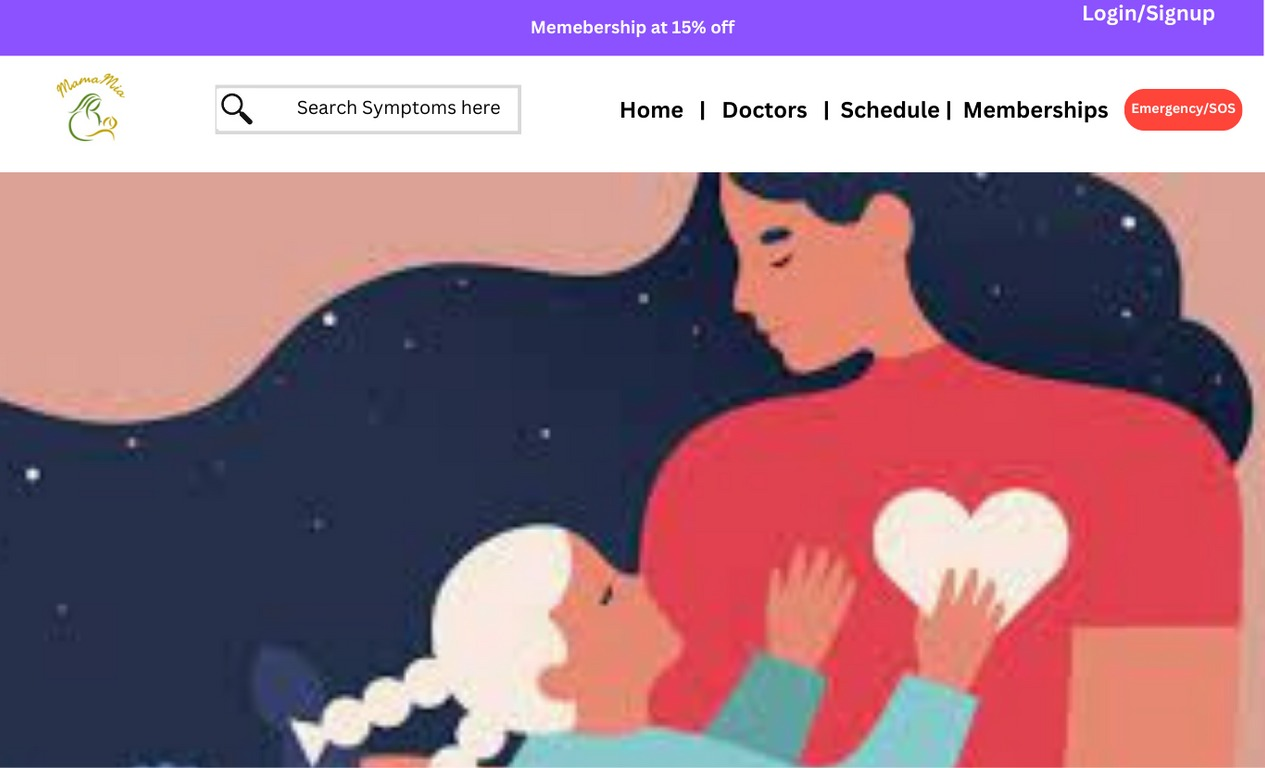 Memebership at 15% off
Login/Signup
MamaMia
Search Symptoms here
Home | Doctors | Schedule | Memberships
Emergency/SOS